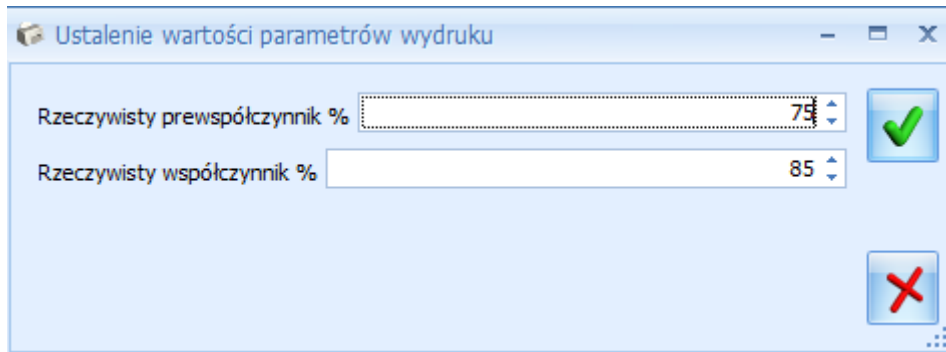 Ustalenie wartości parametrów wydruku
Rzeczywisty prewspółczynnik % 75
Rzeczywisty współczynnik % 85